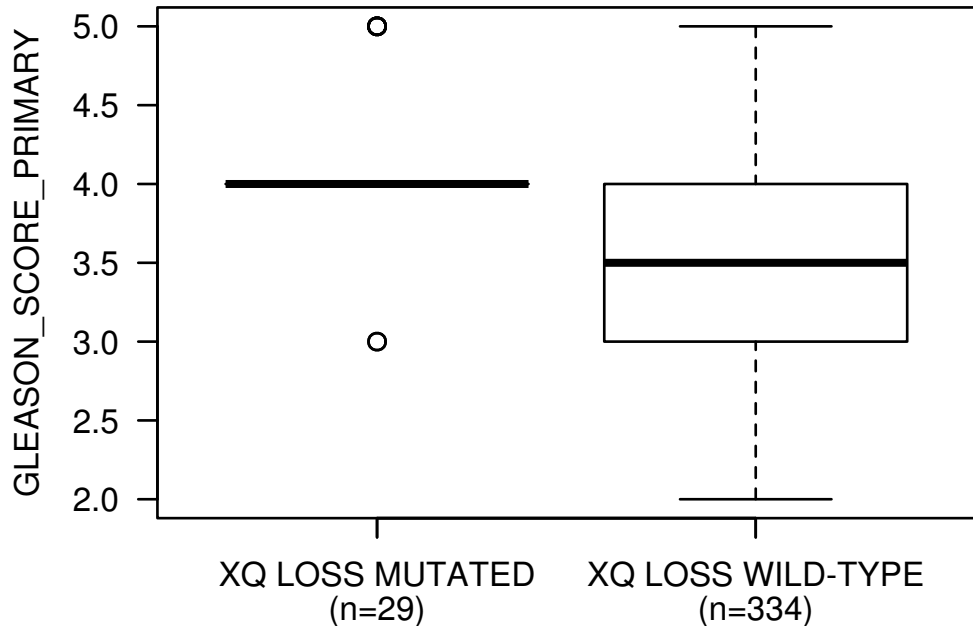 GLEASON_SCORE_PRIMARY
5.0
4.5
4.0
3.5
3.0
2.5
2.0
XQ LOSS MUTATED
(n=29)
XQ LOSS WILD-TYPE
(n=334)